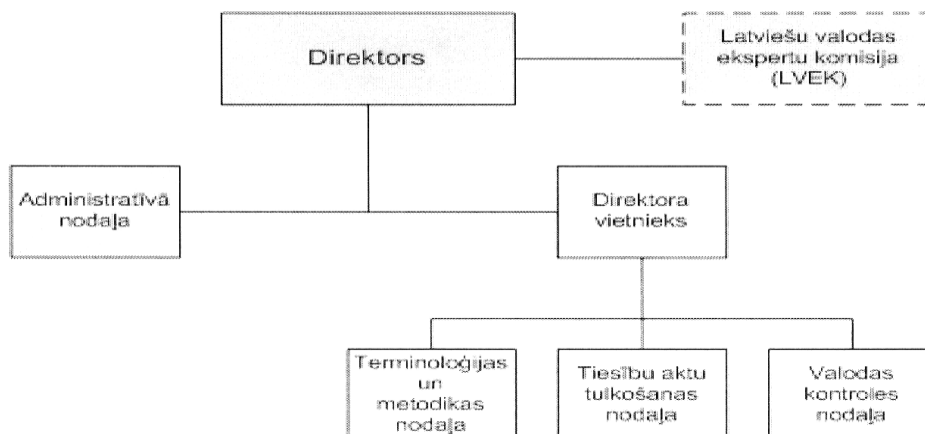 Direktors
Latviešu valodas
ekspertu komisija
(LVEK)
Administratīvā
nodaļa
Direktora
vietnieks
Terminoloģijas
un
metodikas
nodaļa
Tiesību aktu
tulkošanas
nodaļa
Valodas
kontroles
nodaļa